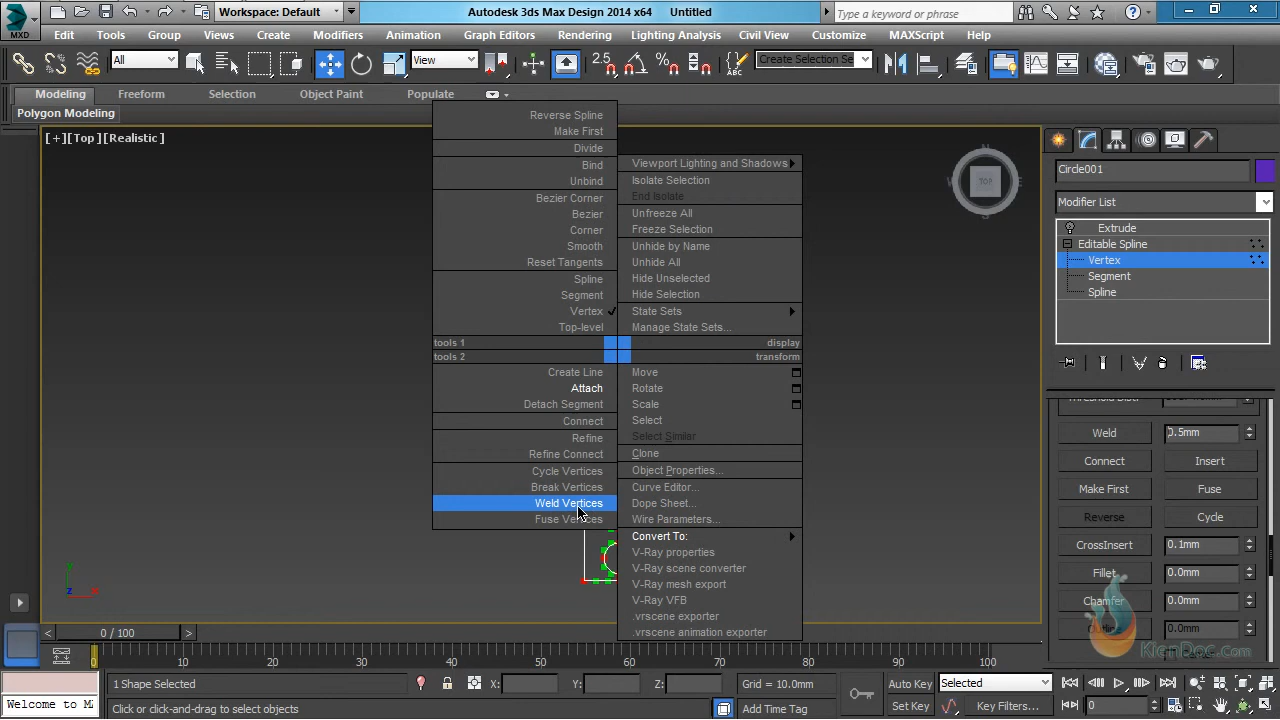 MXD
Workspace: Default
Autodesk 3ds Max Design 2014 x64
Untitled
Type a keyword or phrase
Edit
Tools
Group
Views
Create
Modifiers
Animation
Graph Editors
Rendering
Lighting Analysis
Civil View
Customize
MAXScript
Help
All
View
2.5
Create Selection Se
Modeling
Freeform
Selection
Object Paint
Populate
Polygon Modeling
[+][Top][Realistic]
Reverse Spline
Make First
Divide
Bind
Unbind
Bezier Corner
Bezier
Corner
Smooth
Reset Tangents
Spline
Segment
Vertex
Top-level
tools 1
tools 2
Create Line
Attach
Detach Segment
Connect
Refine
Refine Connect
Cycle Vertices
Break Vertices
Weld Vertices
Fuse Vertices
Viewport Lighting and Shadows
Isolate Selection
End Isolate
Unfreeze All
Freeze Selection
Unhide by Name
Unhide All
Hide Unselected
Hide Selection
State Sets
Manage State Sets...
display
transform
Move
Rotate
Scale
Select
Select Similar
Clone
Object Properties...
Curve Editor...
Dope Sheet...
Wire Parameters...
Convert To:
V-Ray properties
V-Ray scene converter
V-Ray mesh export
V-Ray VFB
.vrscene exporter
.vrscene animation exporter
N
TOP
Circle001
Modifier List
Extrude
Editable Spline
Vertex
Segment
Spline
Weld 0.5mm
Connect Insert
Make First Fuse
Reverse Cycle
CrossInsert 0.1mm
Fillet 0.0mm
Chamfer 0.0mm
Outline 0.0mm
KienDoc.com
y
z x
0 / 100
0 10 20 30 40 50 60 70 80 90 100
1 Shape Selected
X: Y: Z:
Grid = 10.0mm
Auto Key
Selected
Welcome to MA
Click or click-and-drag to select objects
Add Time Tag
Set Key
Key Filters...
0